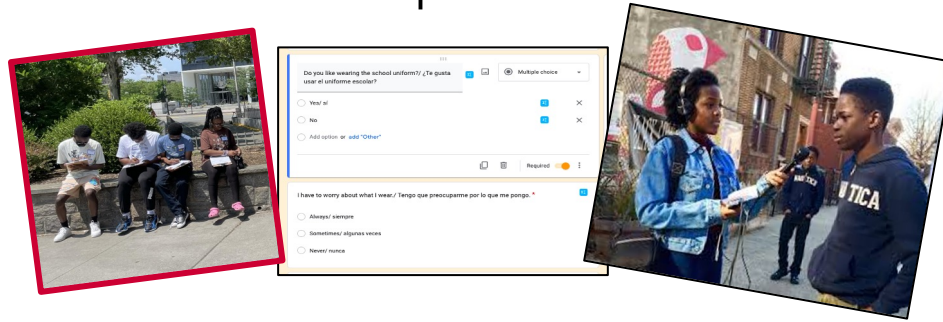 Do you like wearing the school uniform?/ ¿Te gusta
usar el uniforme escolar?
Multiple choice
Yes/ sí
No
Add option or add "Other"
Required
I have to worry about what I wear./ Tengo que preocuparme por lo que me pongo. *
Always/ siempre
Sometimes/ algunas veces
Never/ nunca
NAUTICA